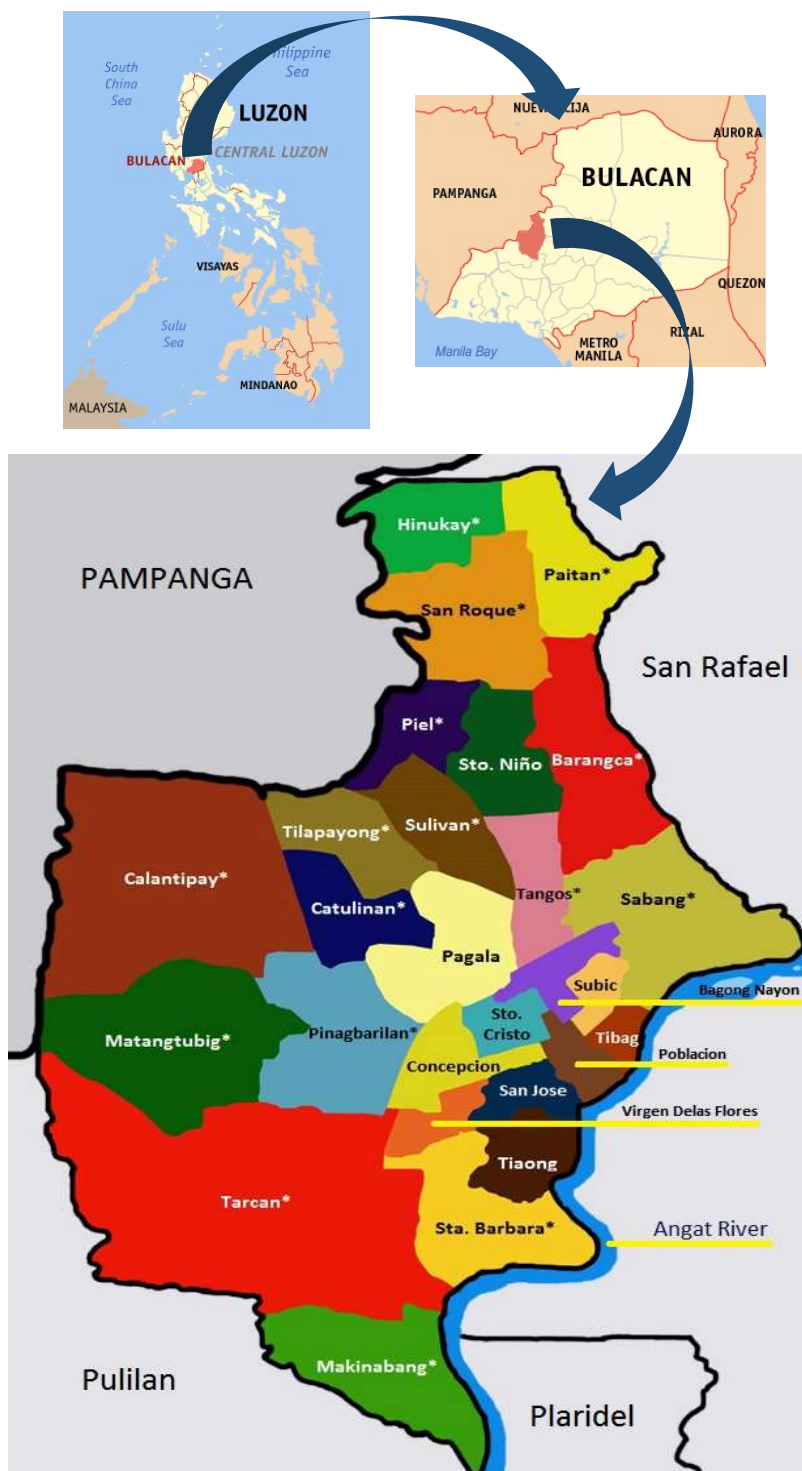 South
China
Sea
Philippine
Sea
LUZON
BULACAN
CENTRAL LUZON
VISAYAS
Sulu
Sea
MINDANAO
MALAYSIA
AURORA
BULACAN
PAMPANGA
QUEZON
RIZAL
METRO
MANILA
Manila Bay
Hinukay*
PAMPANGA
Paitan*
San Roque*
San Rafael
Piel*
Sto. Niño
Barangca*
Tilapayong*
Sulivan*
Calantipay*
Catulinan*
Tangos*
Sabang*
Pagala
Subic
Bagong Nayon
Matangtubig*
Pinagbarilan*
Sto.
Cristo
Tibag
Poblacion
Concepcion
San Jose
Virgen Delas Flores
Tiaong
Tarcan*
Sta. Barbara*
Angat River
Makinabang*
Pulilan
Plaridel